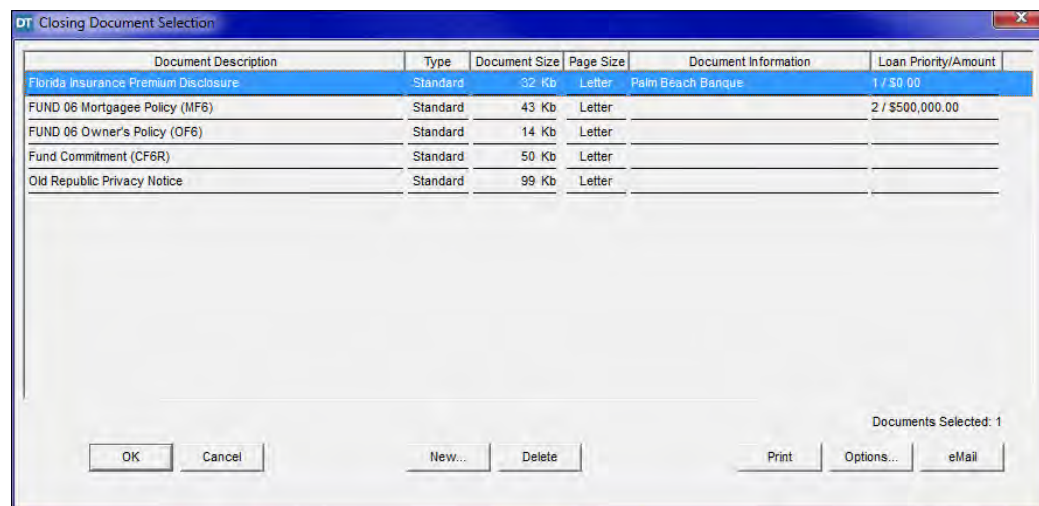 DT Closing Document Selection
X
Document Description Type Document Size Page Size Document Information Loan Priority/Amount
Florida Insurance Premium Disclosure Standard 32 Kb Letter Palm Beach Banque 1 / $0.00
FUND 06 Mortgagee Policy (MF6) Standard 43 Kb Letter 2 / $500,000.00
FUND 06 Owner's Policy (OF6) Standard 14 Kb Letter
Fund Commitment (CF6R) Standard 50 Kb Letter
Old Republic Privacy Notice Standard 99 Kb Letter
Documents Selected: 1
OK Cancel New... Delete Print Options... eMail